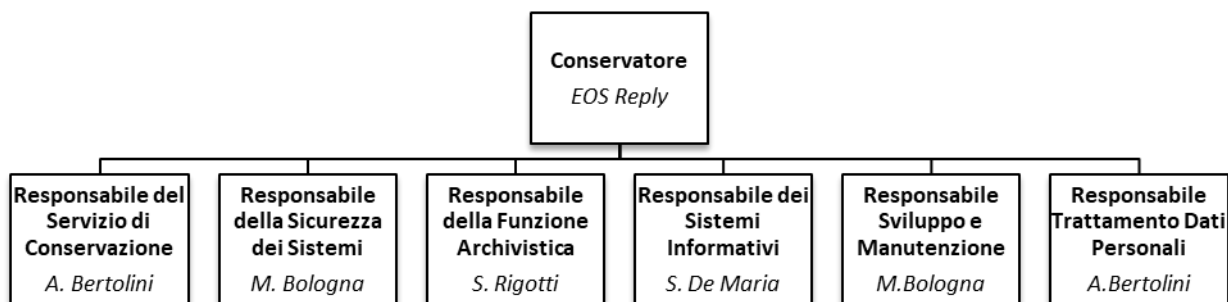 Conservatore
EOS Reply
Responsabile del
Servizio di
Conservazione
A. Bertolini
Responsabile
della Sicurezza
dei Sistemi
M. Bologna
Responsabile
della Funzione
Archivistica
S. Rigotti
Responsabile dei
Sistemi
Informativi
S. De Maria
Responsabile
Sviluppo e
Manutenzione
M.Bologna
Responsabile
Trattamento Dati
Personali
A.Bertolini